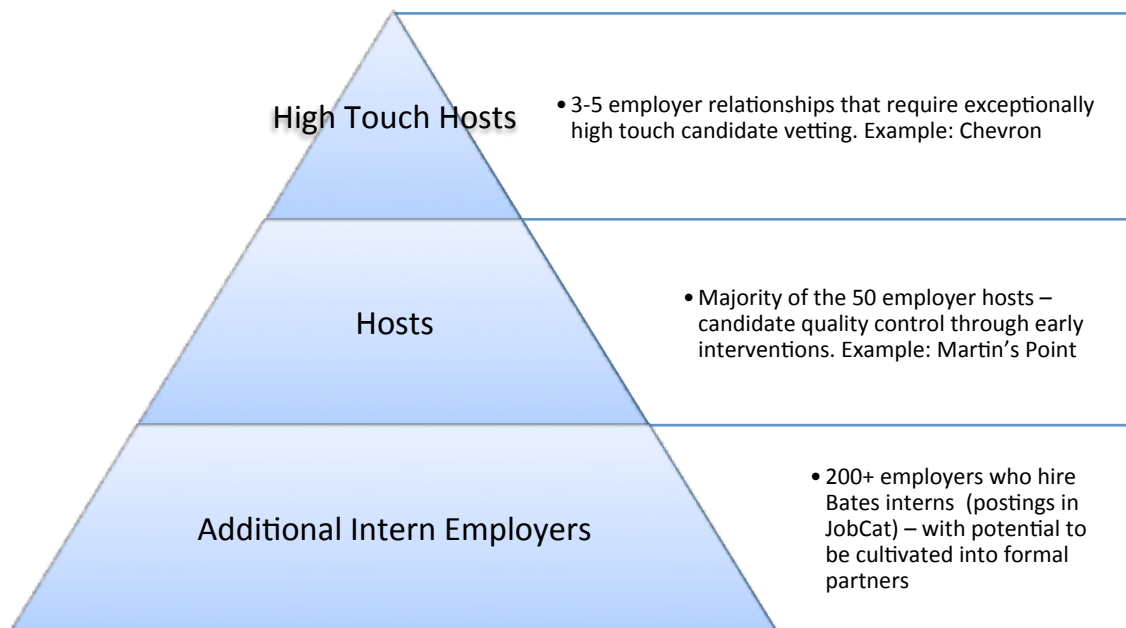 High Touch Hosts
• 3-5 employer relationships that require exceptionally
high touch candidate vetting. Example: Chevron
Hosts
• Majority of the 50 employer hosts –
candidate quality control through early
interventions. Example: Martin’s Point
Additional Intern Employers
• 200+ employers who hire
Bates interns  (postings in
JobCat) – with potential to
be cultivated into formal
partners